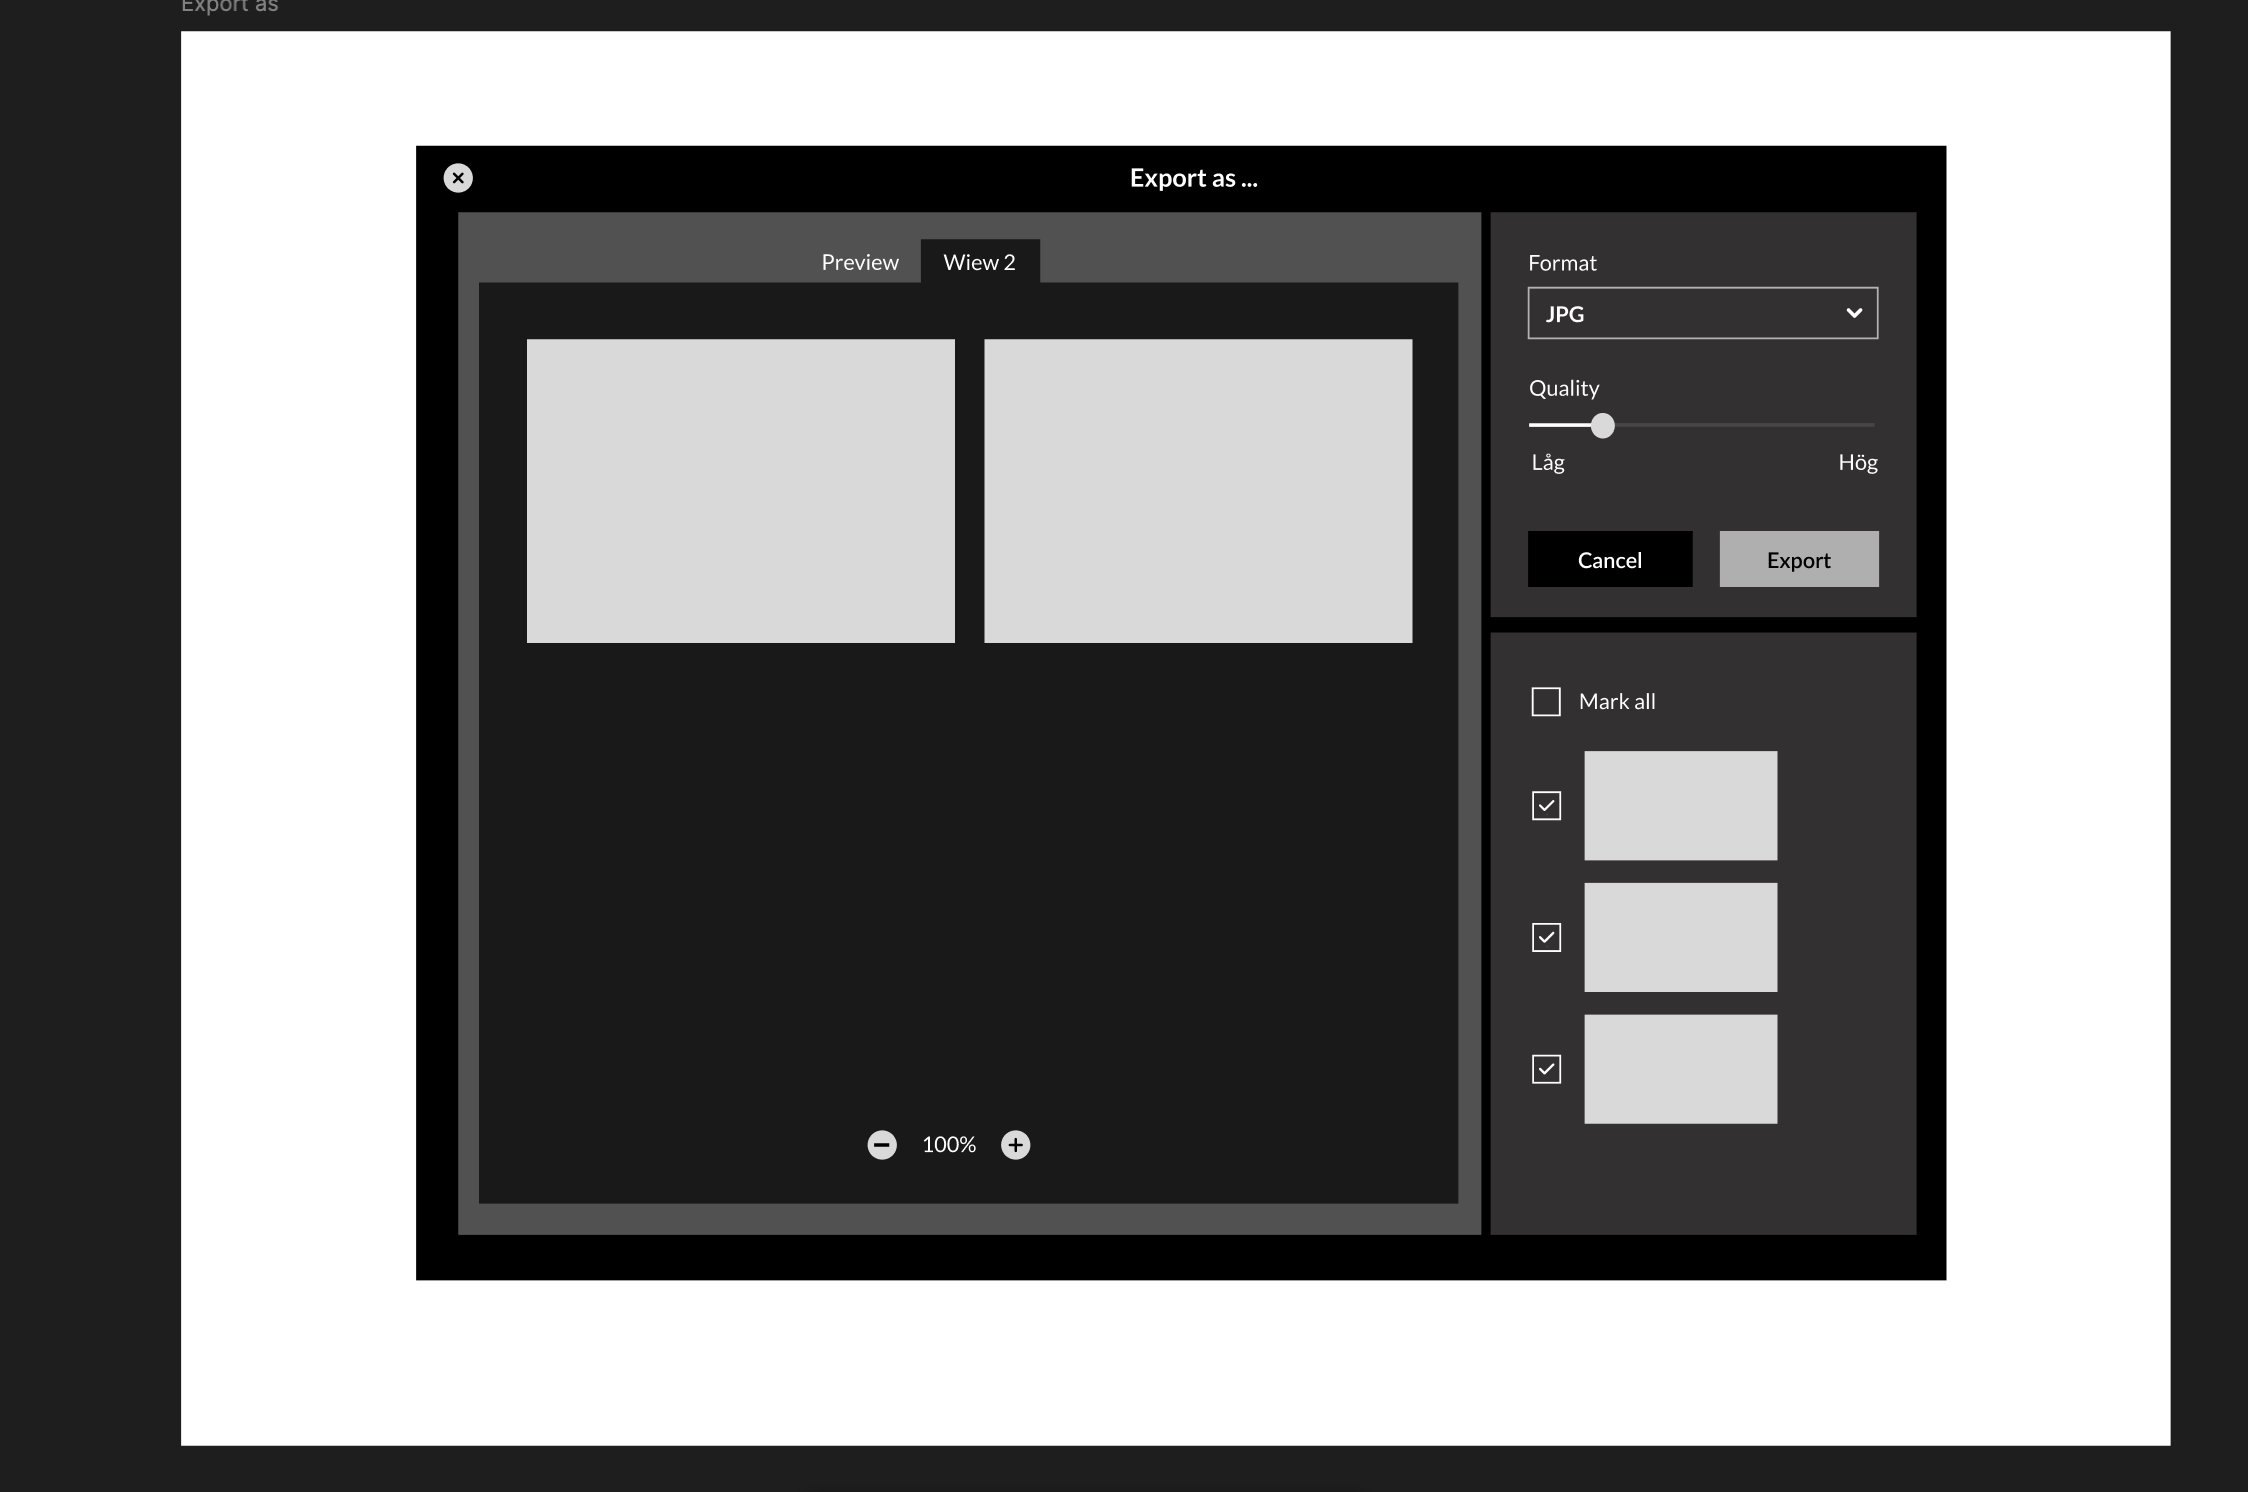 Export as
Export as ...
Preview
Wiew 2
Format
JPG
Quality
Låg
Hög
Cancel
Export
Mark all
100%